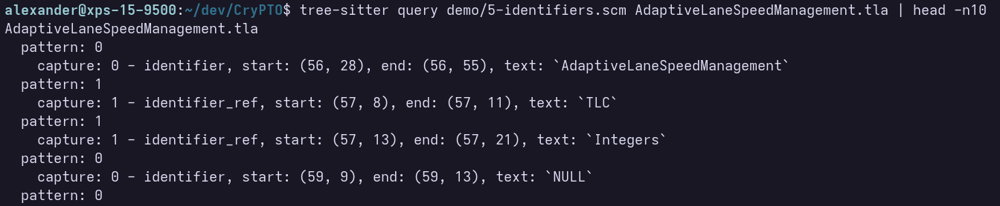 alexander@xps-15-9500:~/dev/CryPTO$ tree-sitter query demo/5-identifiers.scm AdaptiveLaneSpeedManagement.tla | head -n10
AdaptiveLaneSpeedManagement.tla
  pattern: 0
    capture: 0 - identifier, start: (56, 28), end: (56, 55), text: `AdaptiveLaneSpeedManagement`
  pattern: 1
    capture: 1 - identifier_ref, start: (57, 8), end: (57, 11), text: `TLC`
  pattern: 1
    capture: 1 - identifier_ref, start: (57, 13), end: (57, 21), text: `Integers`
  pattern: 0
    capture: 0 - identifier, start: (59, 9), end: (59, 13), text: `NULL`
  pattern: 0